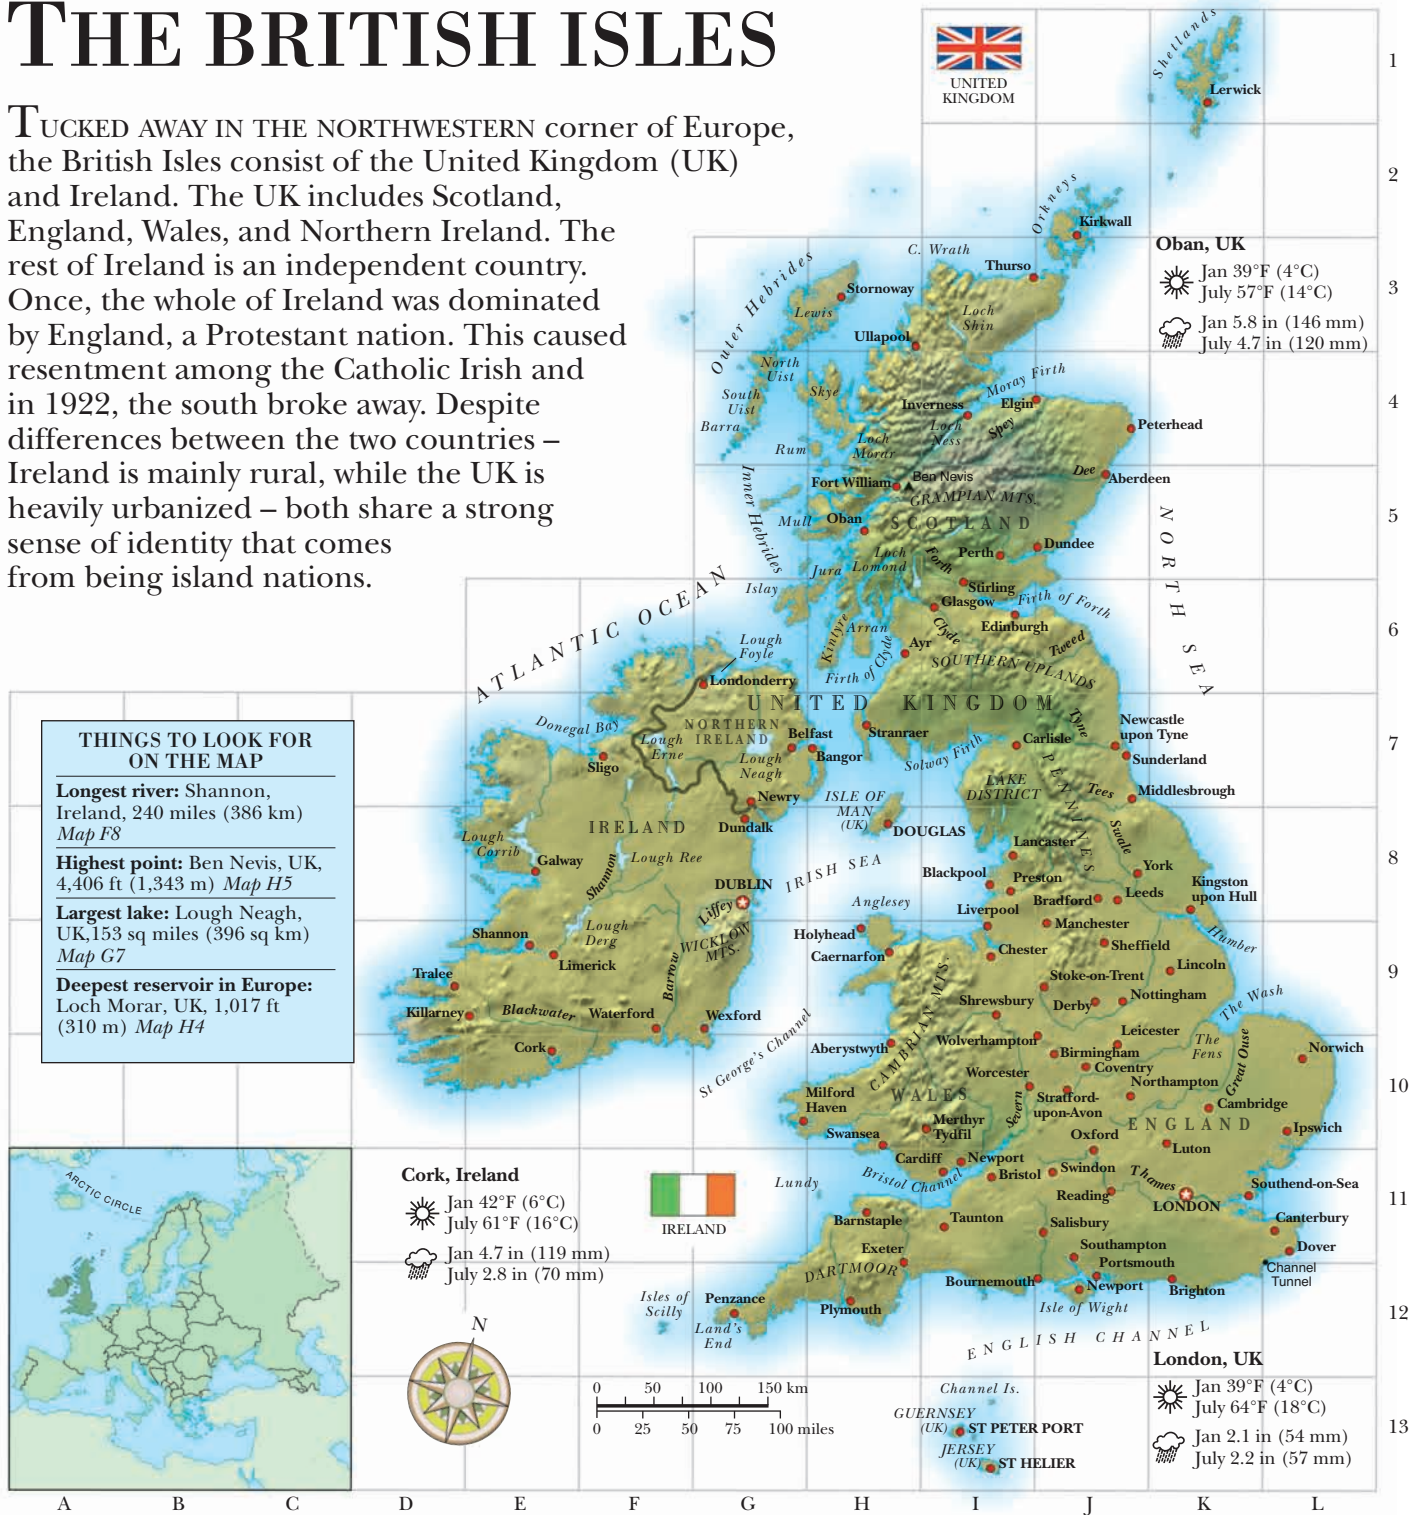 THE BRITISH ISLES
TUCKED AWAY IN THE NORTHWESTERN corner of Europe,
the British Isles consist of the United Kingdom (UK)
and Ireland. The UK includes Scotland,
England, Wales, and Northern Ireland. The
rest of Ireland is an independent country.
Once, the whole of Ireland was dominated
by England, a Protestant nation. This caused
resentment among the Catholic Irish and
in 1922, the south broke away. Despite
differences between the two countries –
Ireland is mainly rural, while the UK is
heavily urbanized – both share a strong
sense of identity that comes
from being island nations.
UNITED
KINGDOM
Shetlands
Lerwick
1
2
3
4
5
6
7
8
9
10
11
12
13
Orkneys
Kirkwall
Oban, UK
Jan 39°F (4°C)
July 57°F (14°C)
Jan 5.8 in (146 mm)
July 4.7 in (120 mm)
C. Wrath
Thurso
Outer Hebrides
Stornoway
Lewis
Loch
Shin
Ullapool
North
Uist
South
Uist
Skye
Barra
Moray Firth
Inverness
Elgin
Loch
Ness
Spey
Peterhead
Rum
Loch
Morar
Dee
Aberdeen
Inner Hebrides
Fort William
Ben Nevis
GRAMPIAN MTS.
Mull
Oban
SCOTLAND
NORTH SEA
Loch
Lomond
Forth
Perth
Dundee
Jura
Islay
Stirling
Glasgow
Firth of Forth
Edinburgh
ATLANTIC OCEAN
Kintyre
Arran
Firth of Clyde
Ayr
Clyde
Tweed
SOUTHERN UPLANDS
Lough
Foyle
Londonderry
UNITED KINGDOM
Donegal Bay
NORTHERN
IRELAND
Lough
Erne
Lough
Neagh
Belfast
Bangor
Stranraer
Solway Firth
Carlisle
Tyne
Newcastle
upon Tyne
Sunderland
Sligo
Newry
Dundalk
ISLE OF
MAN
(UK)
DOUGLAS
LAKE
DISTRICT
PENNINES
Tees
Middlesbrough
IRELAND
Lough
Corrib
Galway
Shannon
Lough Ree
DUBLIN
IRISH SEA
Lancaster
Swale
York
Blackpool
Preston
Bradford
Leeds
Kingston
upon Hull
Liffey
Anglesey
Liverpool
Manchester
Humber
Shannon
Lough
Derg
WICKLOW
MTS.
Holyhead
Caernarfon
Chester
Sheffield
Limerick
Lincoln
Tralee
Stoke-on-Trent
The Wash
Killarney
Blackwater
Barrow
Waterford
Wexford
Shrewsbury
Derby
Nottingham
Cork
St George's Channel
Aberystwyth
CAMBRIAN MTS.
Wolverhampton
Leicester
The
Fens
Great Ouse
Norwich
Birmingham
Coventry
Worcester
Northampton
Milford
Haven
WALES
Severn
Stratford-
upon-Avon
Cambridge
ENGLAND
Ipswich
Merthyr
Tydfil
Swansea
Oxford
Luton
Cardiff
Newport
Bristol Channel
Bristol
Swindon
Thames
Reading
LONDON
Southend-on-Sea
Lundy
Barnstaple
Taunton
Salisbury
Canterbury
Exeter
DARTMOOR
Southampton
Portsmouth
Dover
Channel
Tunnel
Bournemouth
Newport
Brighton
Isle of Wight
Isles of
Scilly
Penzance
Land's
End
Plymouth
ENGLISH CHANNEL
Channel Is.
GUERNSEY
(UK)
ST PETER PORT
JERSEY
(UK)
ST HELIER
THINGS TO LOOK FOR
ON THE MAP
Longest river: Shannon,
Ireland, 240 miles (386 km)
Map F8
Highest point: Ben Nevis, UK,
4,406 ft (1,343 m) Map H5
Largest lake: Lough Neagh,
UK,153 sq miles (396 sq km)
Map G7
Deepest reservoir in Europe:
Loch Morar, UK, 1,017 ft
(310 m) Map H4
ARCTIC CIRCLE
Cork, Ireland
Jan 42°F (6°C)
July 61°F (16°C)
Jan 4.7 in (119 mm)
July 2.8 in (70 mm)
IRELAND
N
0 50 100 150 km
0 25 50 75 100 miles
London, UK
Jan 39°F (4°C)
July 64°F (18°C)
Jan 2.1 in (54 mm)
July 2.2 in (57 mm)
A B C D E F G H I J K L